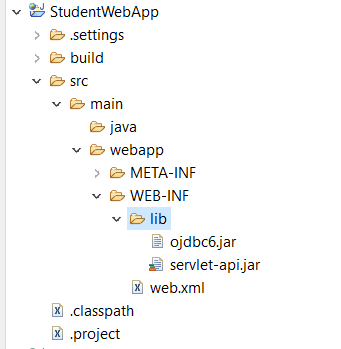 StudentWebApp
.settings
build
src
main
java
webapp
META-INF
WEB-INF
lib
ojdbc6.jar
servlet-api.jar
web.xml
.classpath
.project